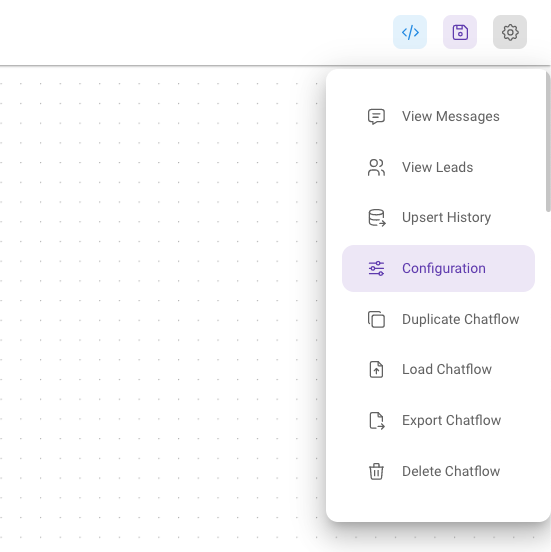 View Messages
View Leads
Upsert History
Configuration
Duplicate Chatflow
Load Chatflow
Export Chatflow
Delete Chatflow